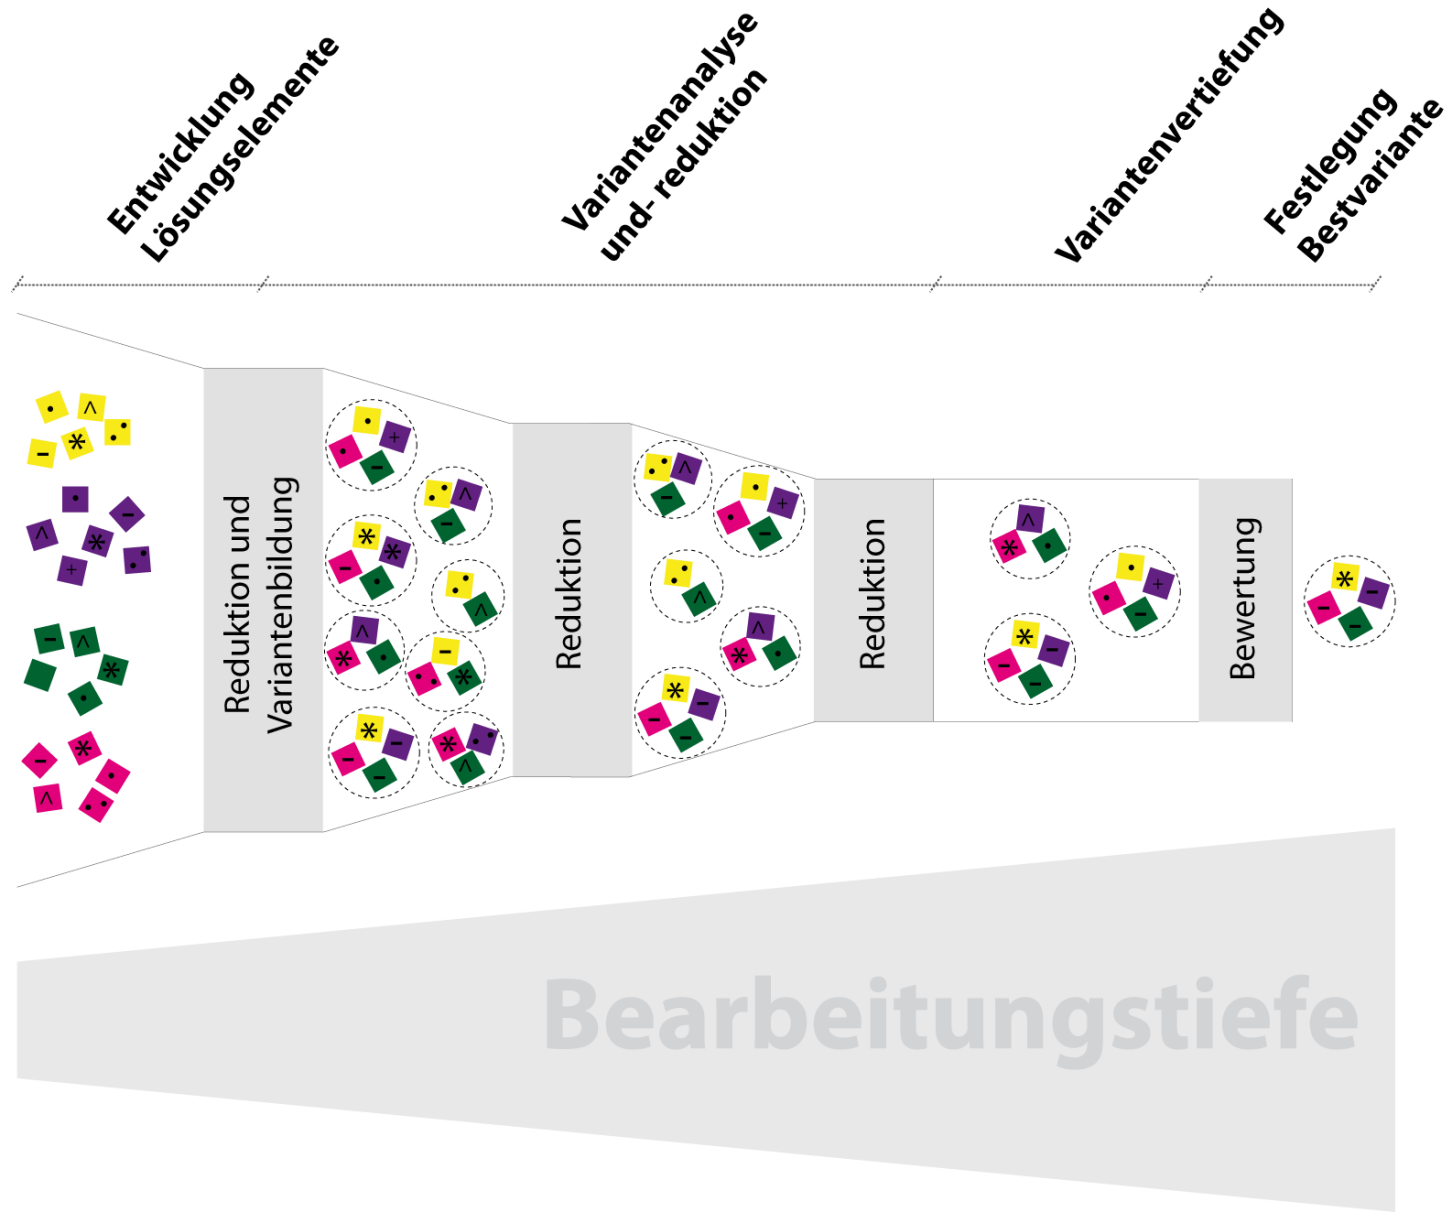 Entwicklung
Lösungselemente
Variantenanalyse
und- reduktion
Variantenvertiefung
Festlegung
Bestvariante
Reduktion und
Variantenbildung
Reduktion
Reduktion
Bewertung
Bearbeitungstiefe